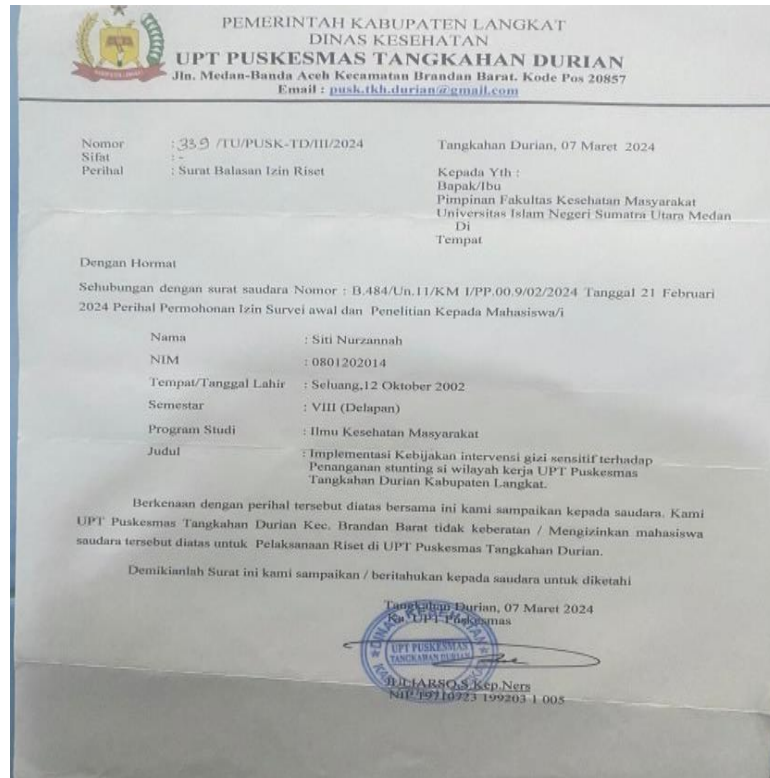 PEMERINTAH KABUPATEN LANGKAT
DINAS KESEHATAN
UPT PUSKESMAS TANGKAHAN DURIAN
Jln. Medan-Banda Aceh Kecamatan Brandan Barat. Kode Pos 20857
Email : pusk.tkh.durian@gmail.com
Nomor : 339 /TU/PUSK-TD/III/2024
Sifat : -
Perihal : Surat Balasan Izin Riset
Tangkahan Durian, 07 Maret 2024
Kepada Yth :
Bapak/Ibu
Pimpinan Fakultas Kesehatan Masyarakat
Universitas Islam Negeri Sumatra Utara Medan
Di
Tempat
Dengan Hormat
Sehubungan dengan surat saudara Nomor : B.484/Un.11/KM I/PP.00.9/02/2024 Tanggal 21 Februari
2024 Perihal Permohonan Izin Survei awal dan Penelitian Kepada Mahasiswa/i
Nama : Siti Nurzannah
NIM : 0801202014
Tempat/Tanggal Lahir : Seluang,12 Oktober 2002
Semestar : VIII (Delapan)
Program Studi : Ilmu Kesehatan Masyarakat
Judul : Implementasi Kebijakan intervensi gizi sensitif terhadap
Penanganan stunting si wilayah kerja UPT Puskesmas
Tangkahan Durian Kabupaten Langkat.
Berkenaan dengan perihal tersebut diatas bersama ini kami sampaikan kepada saudara. Kami
UPT Puskesmas Tangkahan Durian Kec. Brandan Barat tidak keberatan / Mengizinkan mahasiswa
saudara tersebut diatas untuk Pelaksanaan Riset di UPT Puskesmas Tangkahan Durian.
Demikianlah Surat ini kami sampaikan / beritahukan kepada saudara untuk diketahi
Tangkahan Durian, 07 Maret 2024
Ka. UPT Puskesmas
DINAS KESEHATAN
UPT PUSKESMAS
TANGKAHAN DURIAN
JULIARSO,S.Kep.Ners
NIP.19710723 199203 1 005